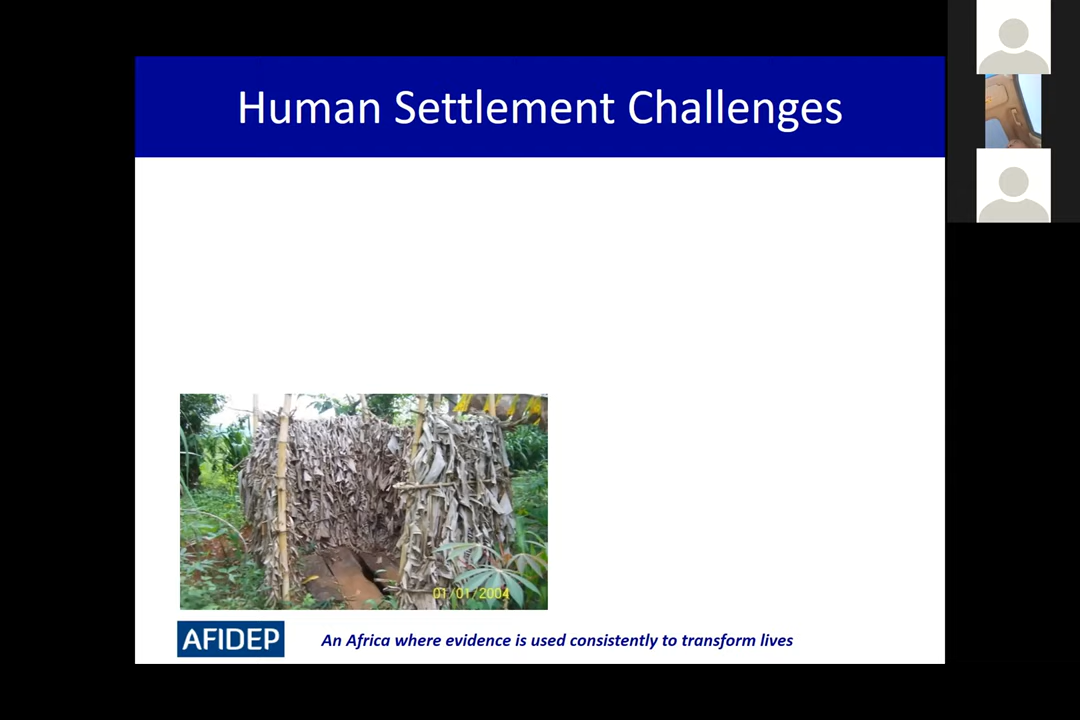 Human Settlement Challenges
01/01/2004
AFIDEP
An Africa where evidence is used consistently to transform lives